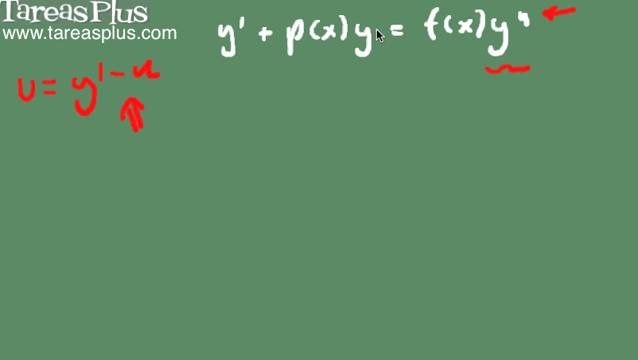 TareasPlus
www.tareasplus.com
y' + p(x)y = f(x)yⁿ
u = y¹⁻ⁿ